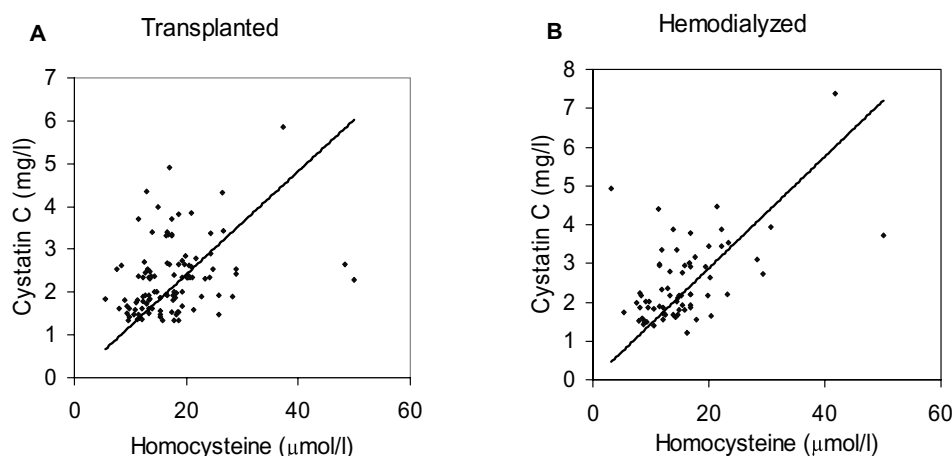 A Transplanted
7
6
5
4
3
2
1
0
0 20 40 60
Cystatin C (mg/l)
Homocysteine (μmol/l)
B Hemodialyzed
8
7
6
5
4
3
2
1
0
0 20 40 60
Cystatin C (mg/l)
Homocysteine (μmol/l)